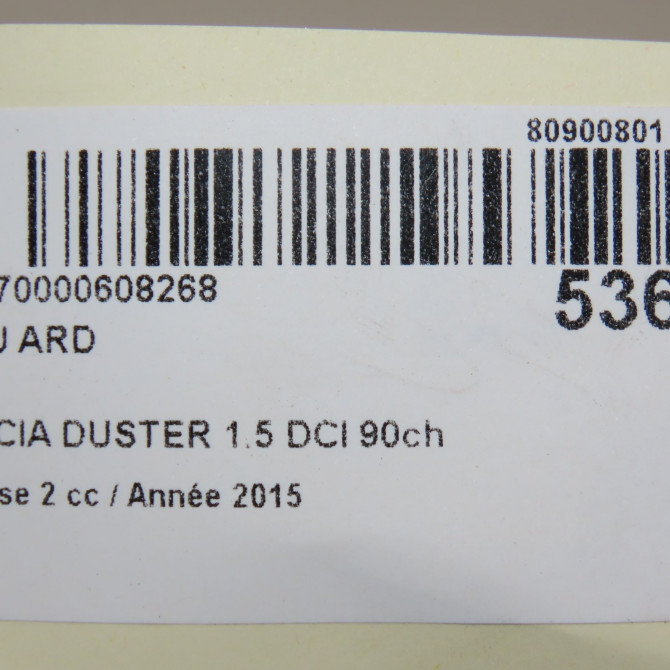 80900801
70000608268
536
U ARD
CIA DUSTER 1.5 DCI 90ch
se 2 cc / Année 2015